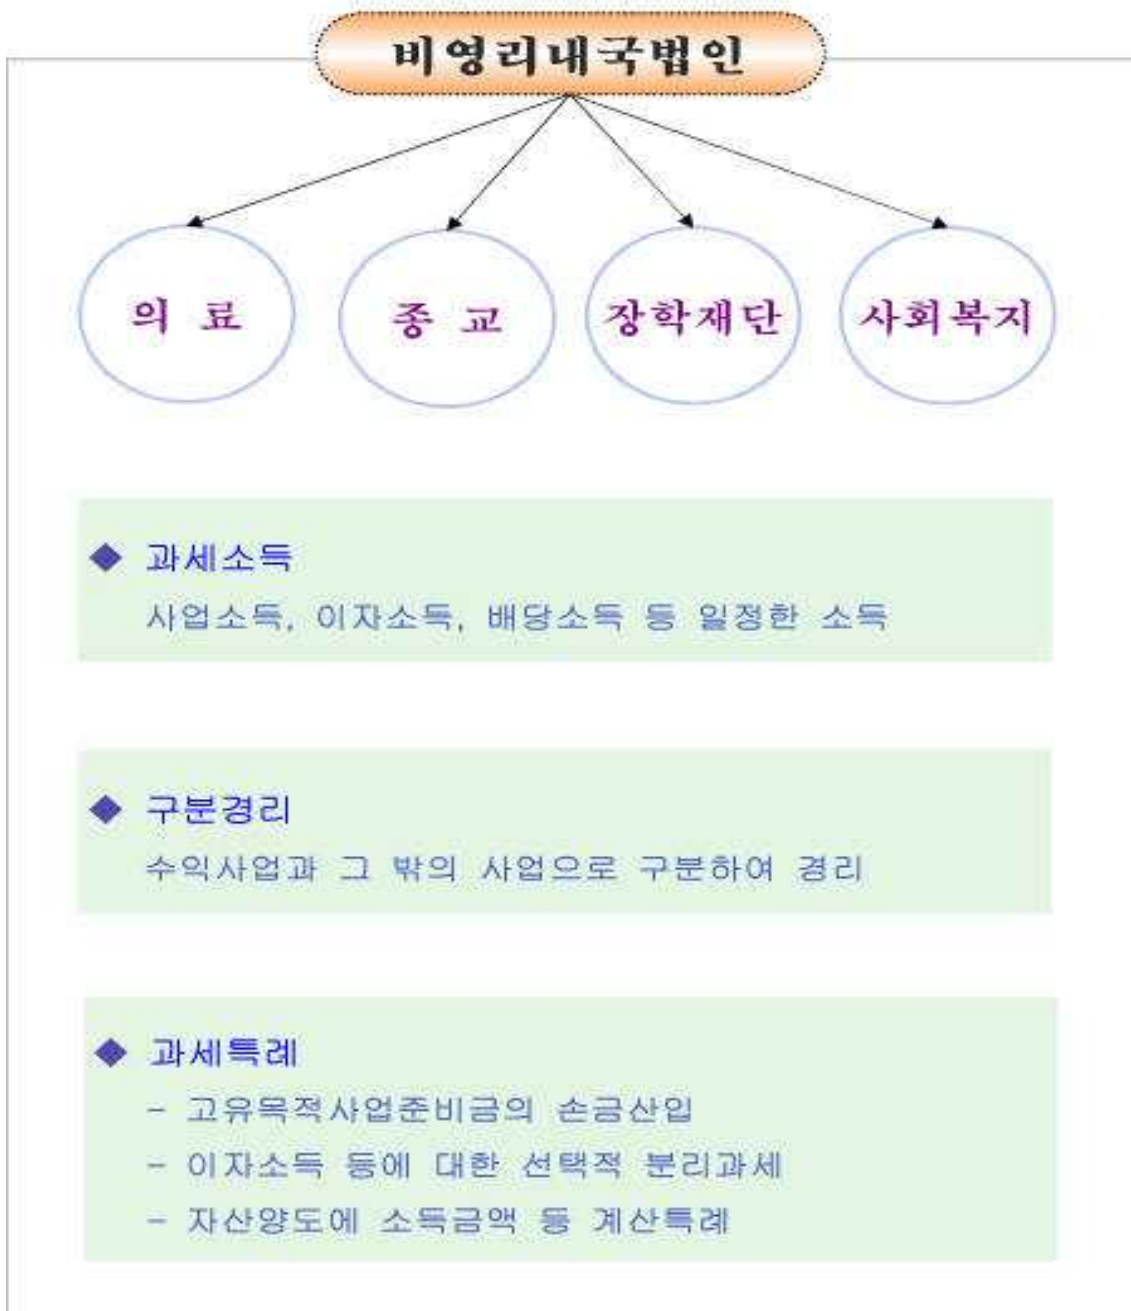 비영리내국법인
의 료
종 교
장학재단
사회복지
◆ 과세소득
사업소득, 이자소득, 배당소득 등 일정한 소득
◆ 구분경리
수익사업과 그 밖의 사업으로 구분하여 경리
◆ 과세특례
- 고유목적사업준비금의 손금산입
- 이자소득 등에 대한 선택적 분리과세
- 자산양도에 소득금액 등 계산특례